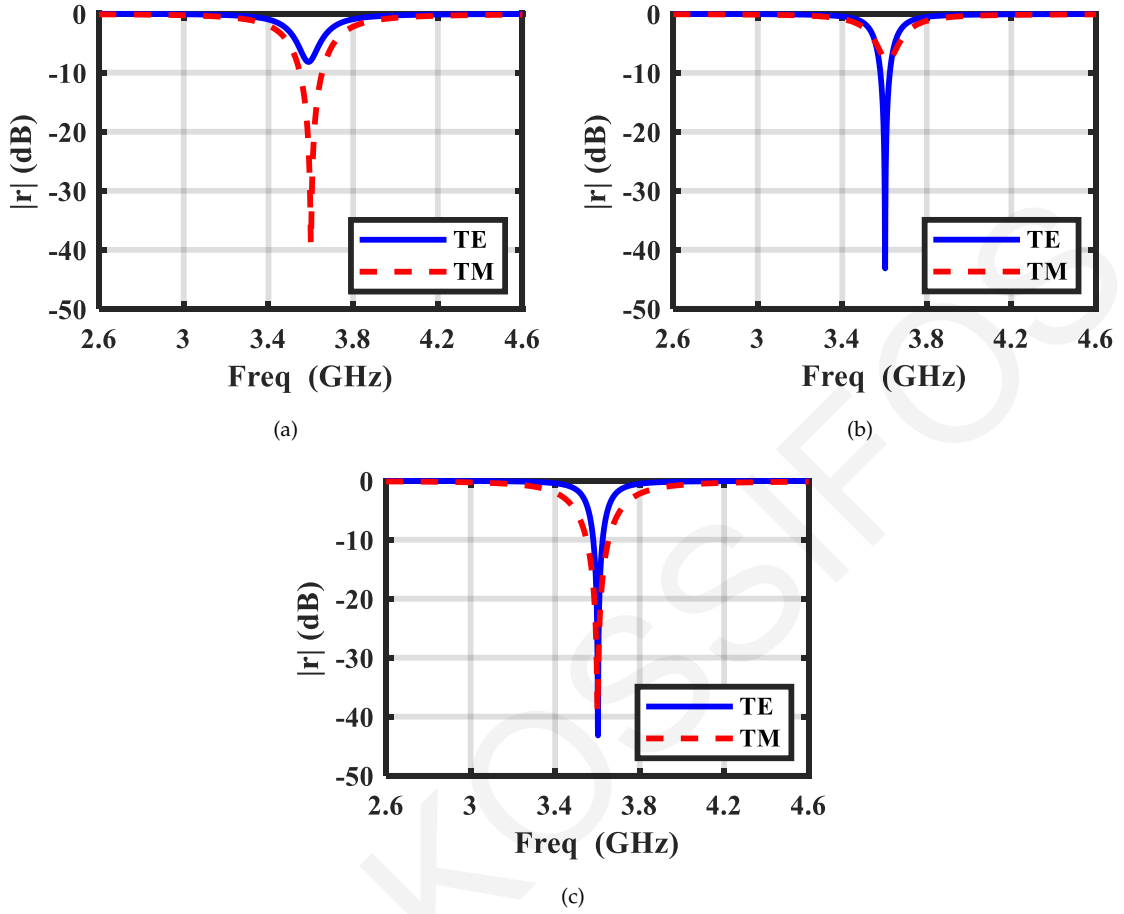 0
-10
-20
-30
-40
-50
|r| (dB)
TE
TM
2.6 3 3.4 3.8 4.2 4.6
Freq (GHz)
(a)
0
-10
-20
-30
-40
-50
|r| (dB)
TE
TM
2.6 3 3.4 3.8 4.2 4.6
Freq (GHz)
(b)
0
-10
-20
-30
-40
-50
|r| (dB)
TE
TM
2.6 3 3.4 3.8 4.2 4.6
Freq (GHz)
(c)
KOSSIFOS